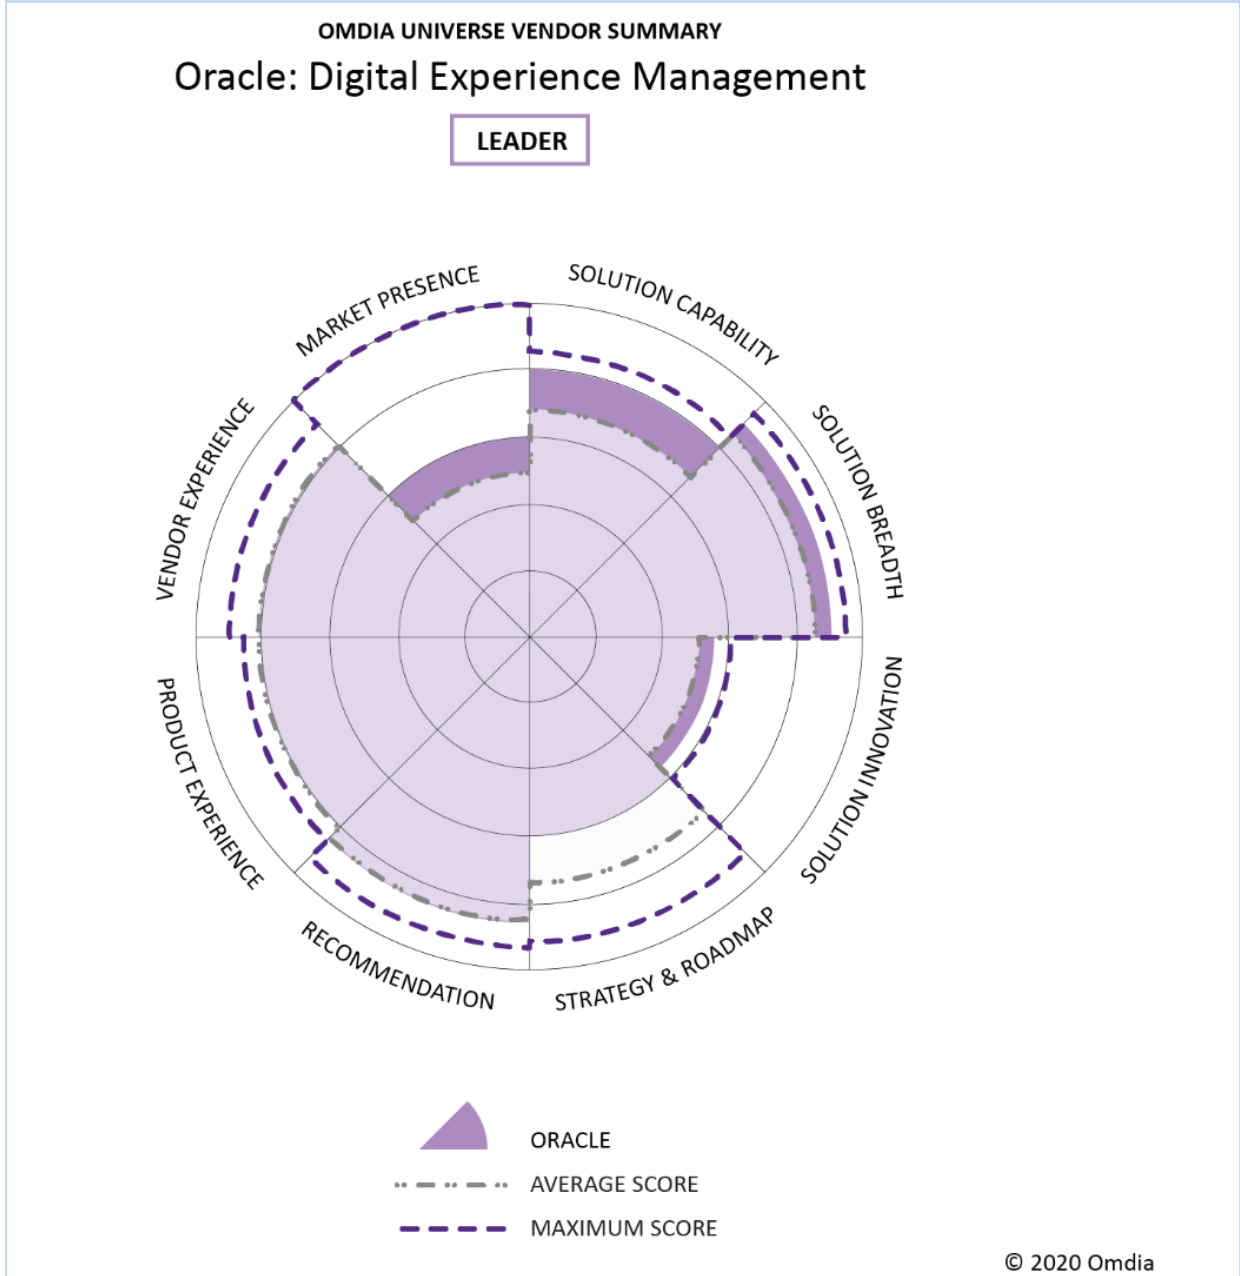 OMDIA UNIVERSE VENDOR SUMMARY
Oracle: Digital Experience Management
LEADER
MARKET PRESENCE
SOLUTION CAPABILITY
VENDOR EXPERIENCE
SOLUTION BREADTH
PRODUCT EXPERIENCE
SOLUTION INNOVATION
RECOMMENDATION
STRATEGY & ROADMAP
ORACLE
AVERAGE SCORE
MAXIMUM SCORE
© 2020 Omdia